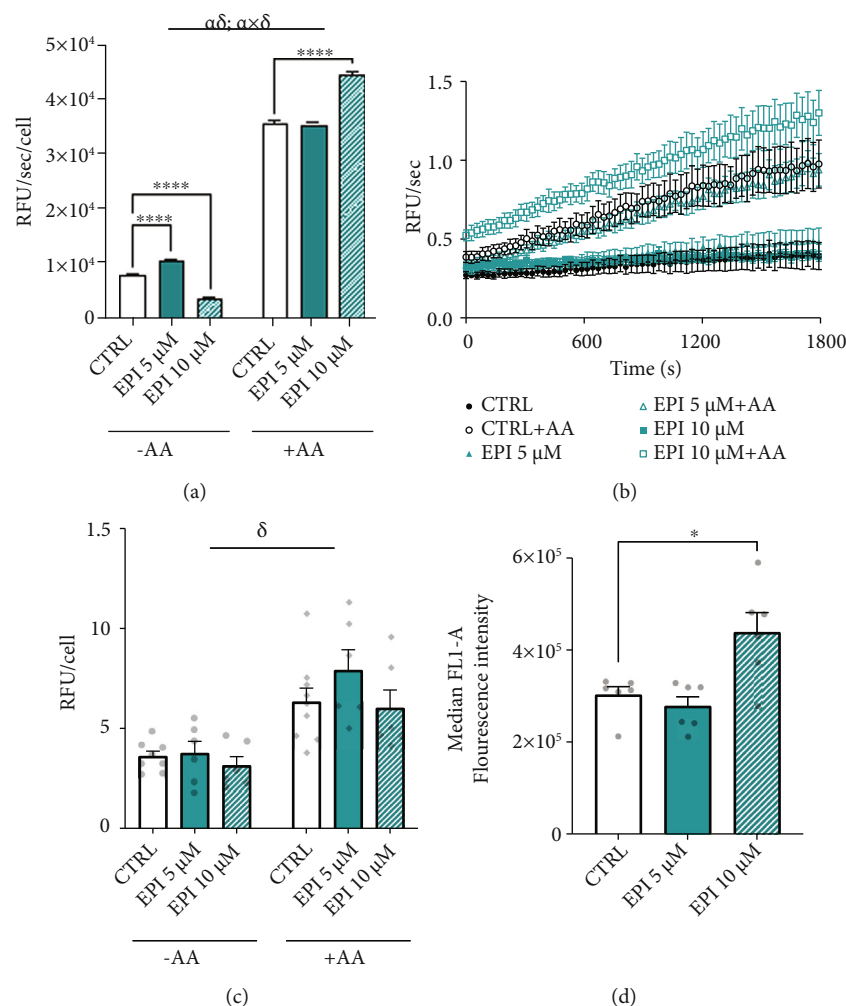 αδ; α×δ
5×10⁴
4×10⁴
3×10⁴
2×10⁴
1×10⁴
0
RFU/sec/cell
****
****
****
CTRL
EPI 5 μM
EPI 10 μM
CTRL
EPI 5 μM
EPI 10 μM
-AA
+AA
(a)
1.5
1.0
0.5
0.0
RFU/sec
0
600
1200
1800
Time (s)
CTRL
CTRL+AA
EPI 5 μM
EPI 5 μM+AA
EPI 10 μM
EPI 10 μM+AA
(b)
δ
1.5
10
5
0
RFU/cell
CTRL
EPI 5 μM
EPI 10 μM
CTRL
EPI 5 μM
EPI 10 μM
-AA
+AA
(c)
*
6×10⁵
4×10⁵
2×10⁵
0
Median FL1-A
Flourescence intensity
CTRL
EPI 5 μM
EPI 10 μM
(d)